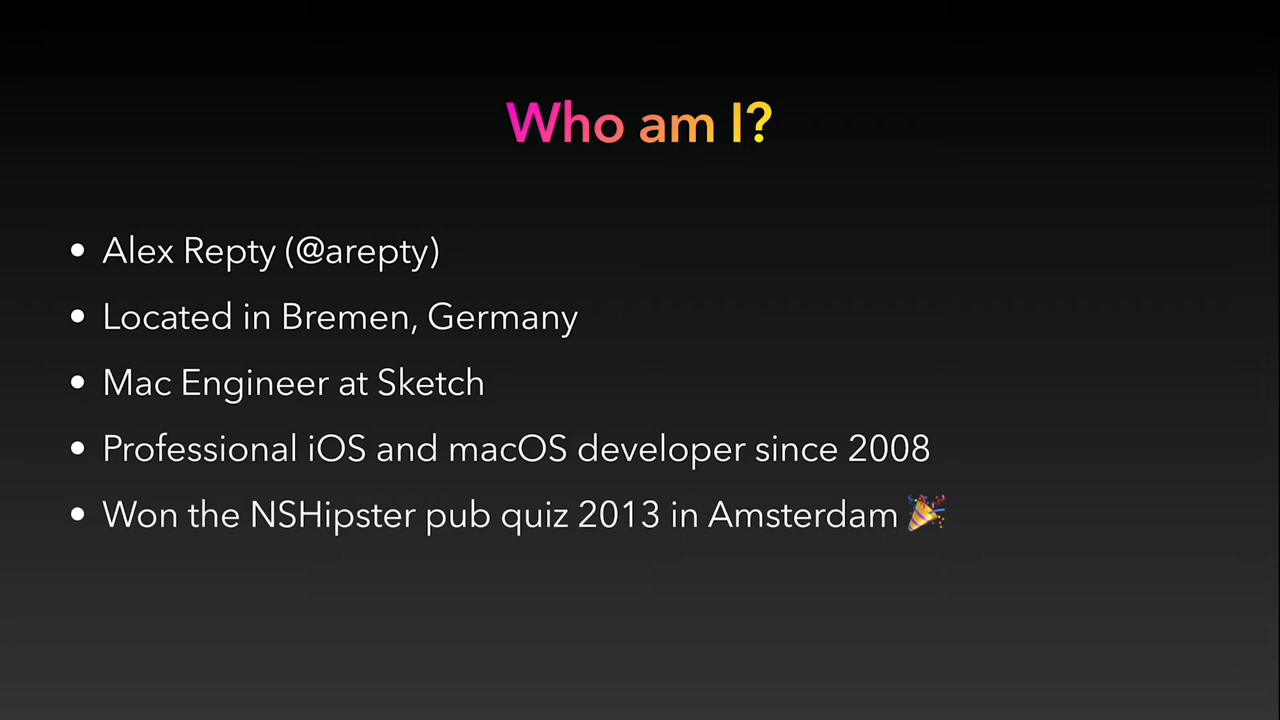 Who am I?
• Alex Repty (@arepty)
• Located in Bremen, Germany
• Mac Engineer at Sketch
• Professional iOS and macOS developer since 2008
• Won the NSHipster pub quiz 2013 in Amsterdam 🎉